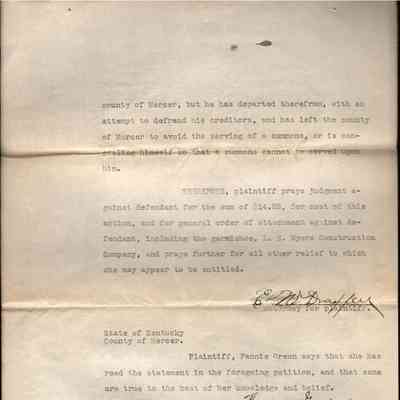 county of Mercer, but he has departed therefrom, with an
attempt to defraud his creditors, and has left the county
of Mercer to avoid the serving of a summons, or is con-
cealing himself so that a summons cannot be served upon
him.
WHEREFORE, plaintiff prays judgment a-
gainst defendant for the sum of for cost of this
action, and for general order of attachment against de-
fendant, including the garnishee, Myers Construction
Company, and prays further for all other relief to which
she may appear to be entitled.
Attorney for plaintiff.
State of Kentucky
County of Mercer.
Plaintiff, Fannie says that she has
read the statement in the foregoing petition, and that same
are true to the best of her knowledge and belief.